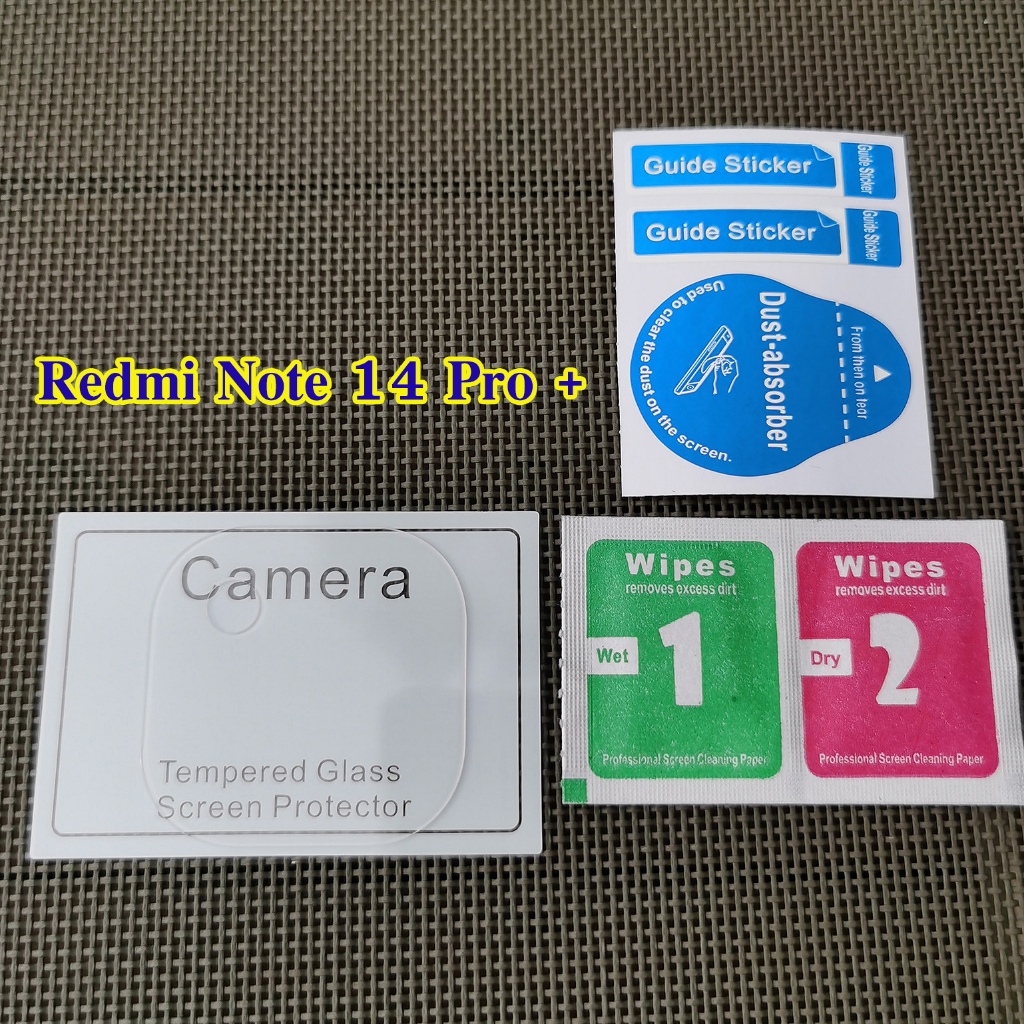 Guide Sticker
Guide Sticker
Guide Sticker
Guide Sticker
Dust-absorber
Used to clear the dust on the screen.
From then on tear
Redmi Note 14 Pro +
Camera
Tempered Glass
Screen Protector
Wipes
removes excess dirt
Wet
1
Professional Screen Cleaning Paper
Wipes
removes excess dirt
Dry
2
Professional Screen Cleaning Paper